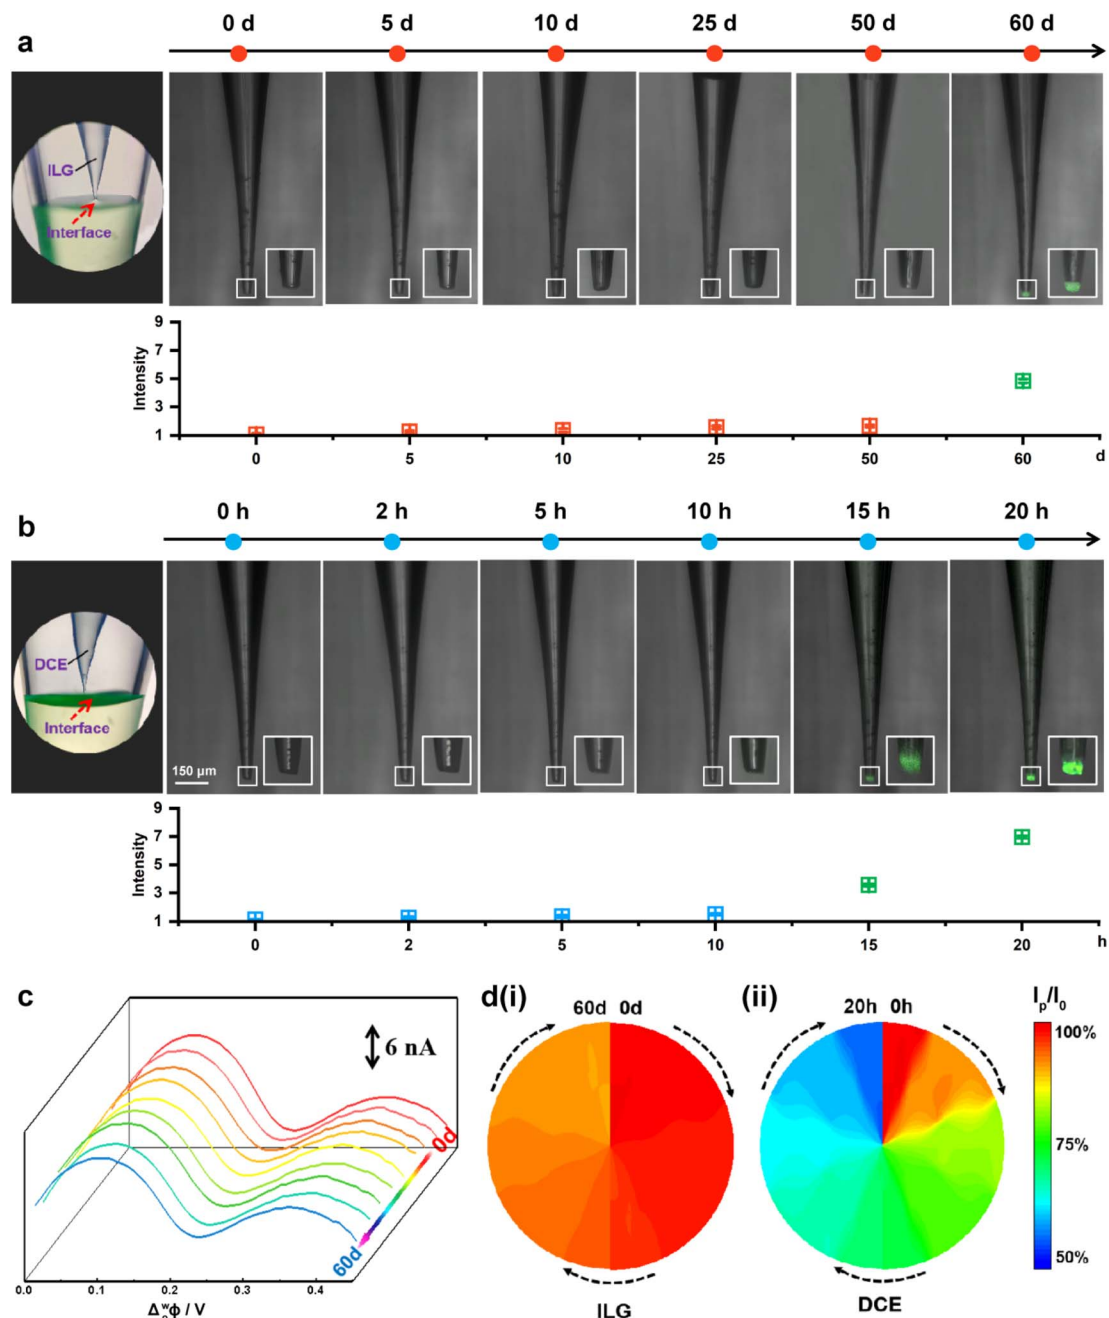 a
0 d 5 d 10 d 25 d 50 d 60 d
ILG
Interface
Intensity
9
7
5
3
1
0 5 10 25 50 60 d
b
0 h 2 h 5 h 10 h 15 h 20 h
DCE
Interface
150 µm
Intensity
9
7
5
3
1
0 2 5 10 15 20 h
c
6 nA
0d
60d
0.0 0.1 0.2 0.3 0.4
Δ_o^w ϕ / V
d(i)
60d 0d
ILG
(ii)
20h 0h
DCE
I_p/I_0
100%
75%
50%